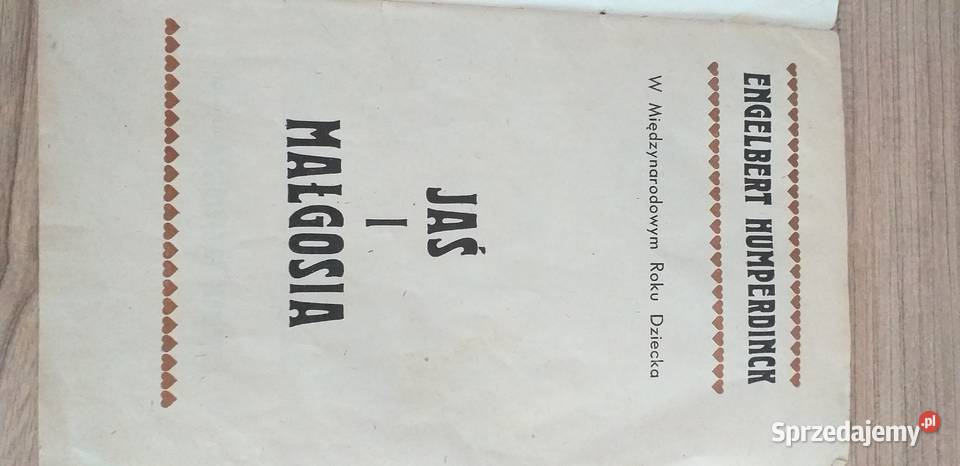 ENGELBERT HUMPERDINCK
W Międzynarodowym Roku Dziecka
JAŚ
I
MAŁGOSIA
Sprzedajemy.pl